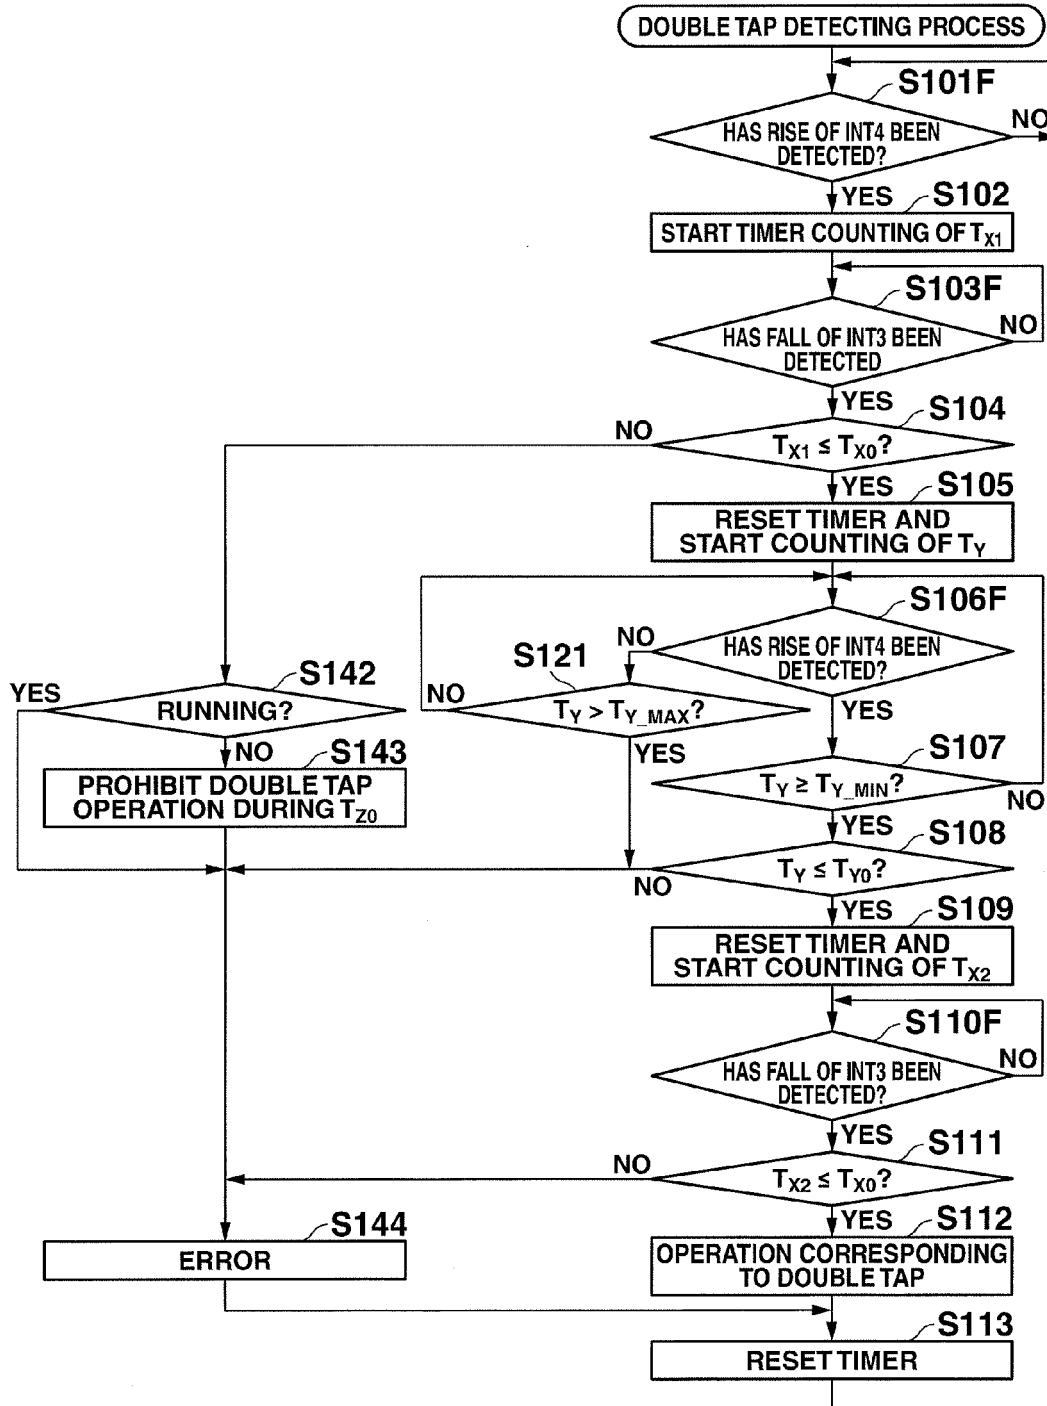 DOUBLE TAP DETECTING PROCESS
S101F
HAS RISE OF INT4 BEEN
DETECTED?
NO
YES
S102
START TIMER COUNTING OF TX1
S103F
HAS FALL OF INT3 BEEN
DETECTED
NO
YES
S104
NO
TX1 ≤ TX0?
YES
S105
RESET TIMER AND
START COUNTING OF TY
S106F
HAS RISE OF INT4 BEEN
DETECTED?
NO
YES
S121
NO
TY > TY_MAX?
YES
S142
YES
RUNNING?
NO
S143
PROHIBIT DOUBLE TAP
OPERATION DURING TZ0
S107
TY ≥ TY_MIN?
NO
YES
S108
TY ≤ TY0?
NO
YES
S109
RESET TIMER AND
START COUNTING OF TX2
S110F
HAS FALL OF INT3 BEEN
DETECTED?
NO
YES
S111
NO
TX2 ≤ TX0?
YES
S112
OPERATION CORRESPONDING
TO DOUBLE TAP
S144
ERROR
S113
RESET TIMER